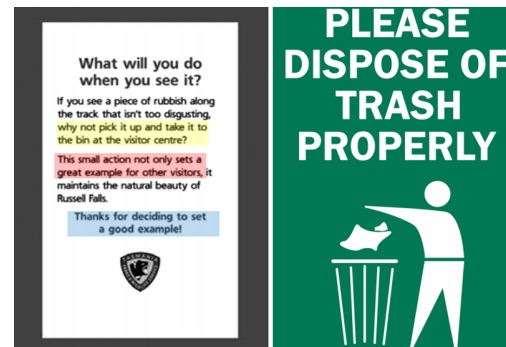 What will you do
when you see it?
If you see a piece of rubbish along
the track that isn't too disgusting,
why not pick it up and take it to
the bin at the visitor centre?
This small action not only sets a
great example for other visitors, it
maintains the natural beauty of
Russell Falls.
Thanks for deciding to set
a good example!
TASMANIA
PLEASE
DISPOSE OF
TRASH
PROPERLY